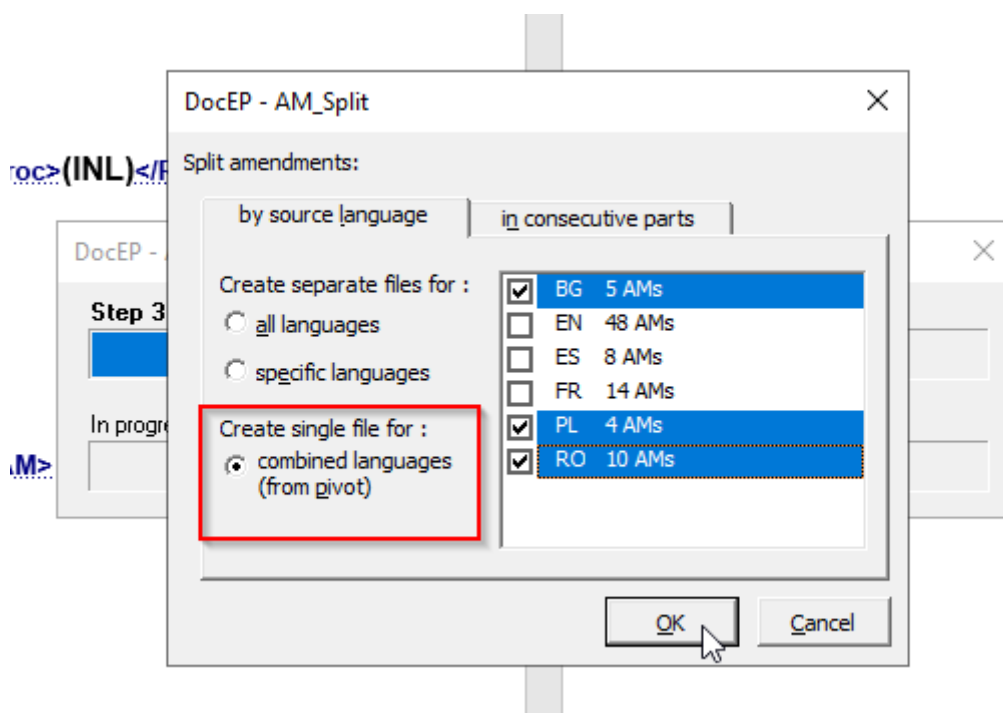 DocEP - AM_Split
roc>(INL)</
Split amendments:
by source language
in consecutive parts
DocEP -
Create separate files for :
all languages
specific languages
Step 3
In progre
Create single file for :
combined languages
(from pivot)
BG 5 AMs
EN 48 AMs
ES 8 AMs
FR 14 AMs
PL 4 AMs
RO 10 AMs
AM>
OK
Cancel